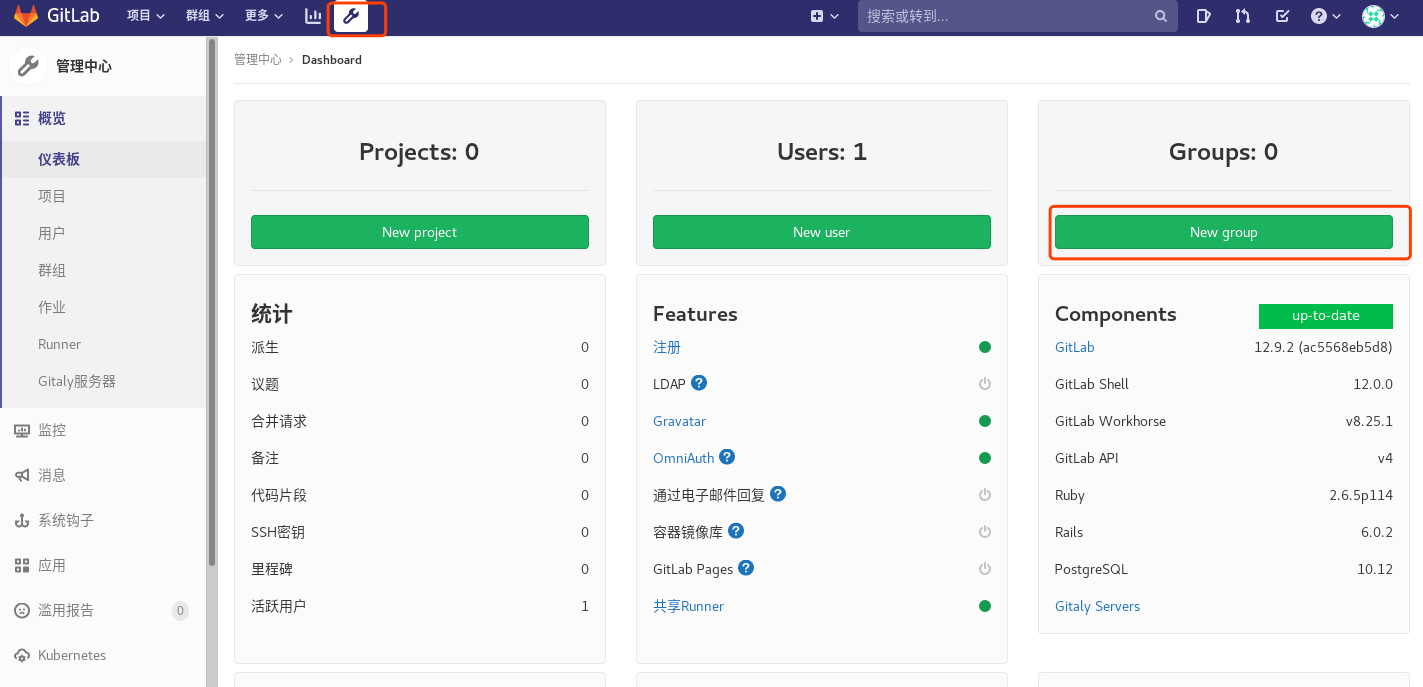 GitLab 项目 群组 更多 搜索或转到...
管理中心
管理中心 › Dashboard
概览
仪表板
项目
用户
群组
作业
Runner
Gitaly服务器
监控
消息
系统钩子
应用
滥用报告 0
Kubernetes
Projects: 0
New project
Users: 1
New user
Groups: 0
New group
统计
派生 0
议题 0
合并请求 0
备注 0
代码片段 0
SSH密钥 0
里程碑 0
活跃用户 1
Features
注册
LDAP
Gravatar
OmniAuth
通过电子邮件回复
容器镜像库
GitLab Pages
共享Runner
Components up-to-date
GitLab 12.9.2 (ac5568eb5d8)
GitLab Shell 12.0.0
GitLab Workhorse v8.25.1
GitLab API v4
Ruby 2.6.5p114
Rails 6.0.2
PostgreSQL 10.12
Gitaly Servers